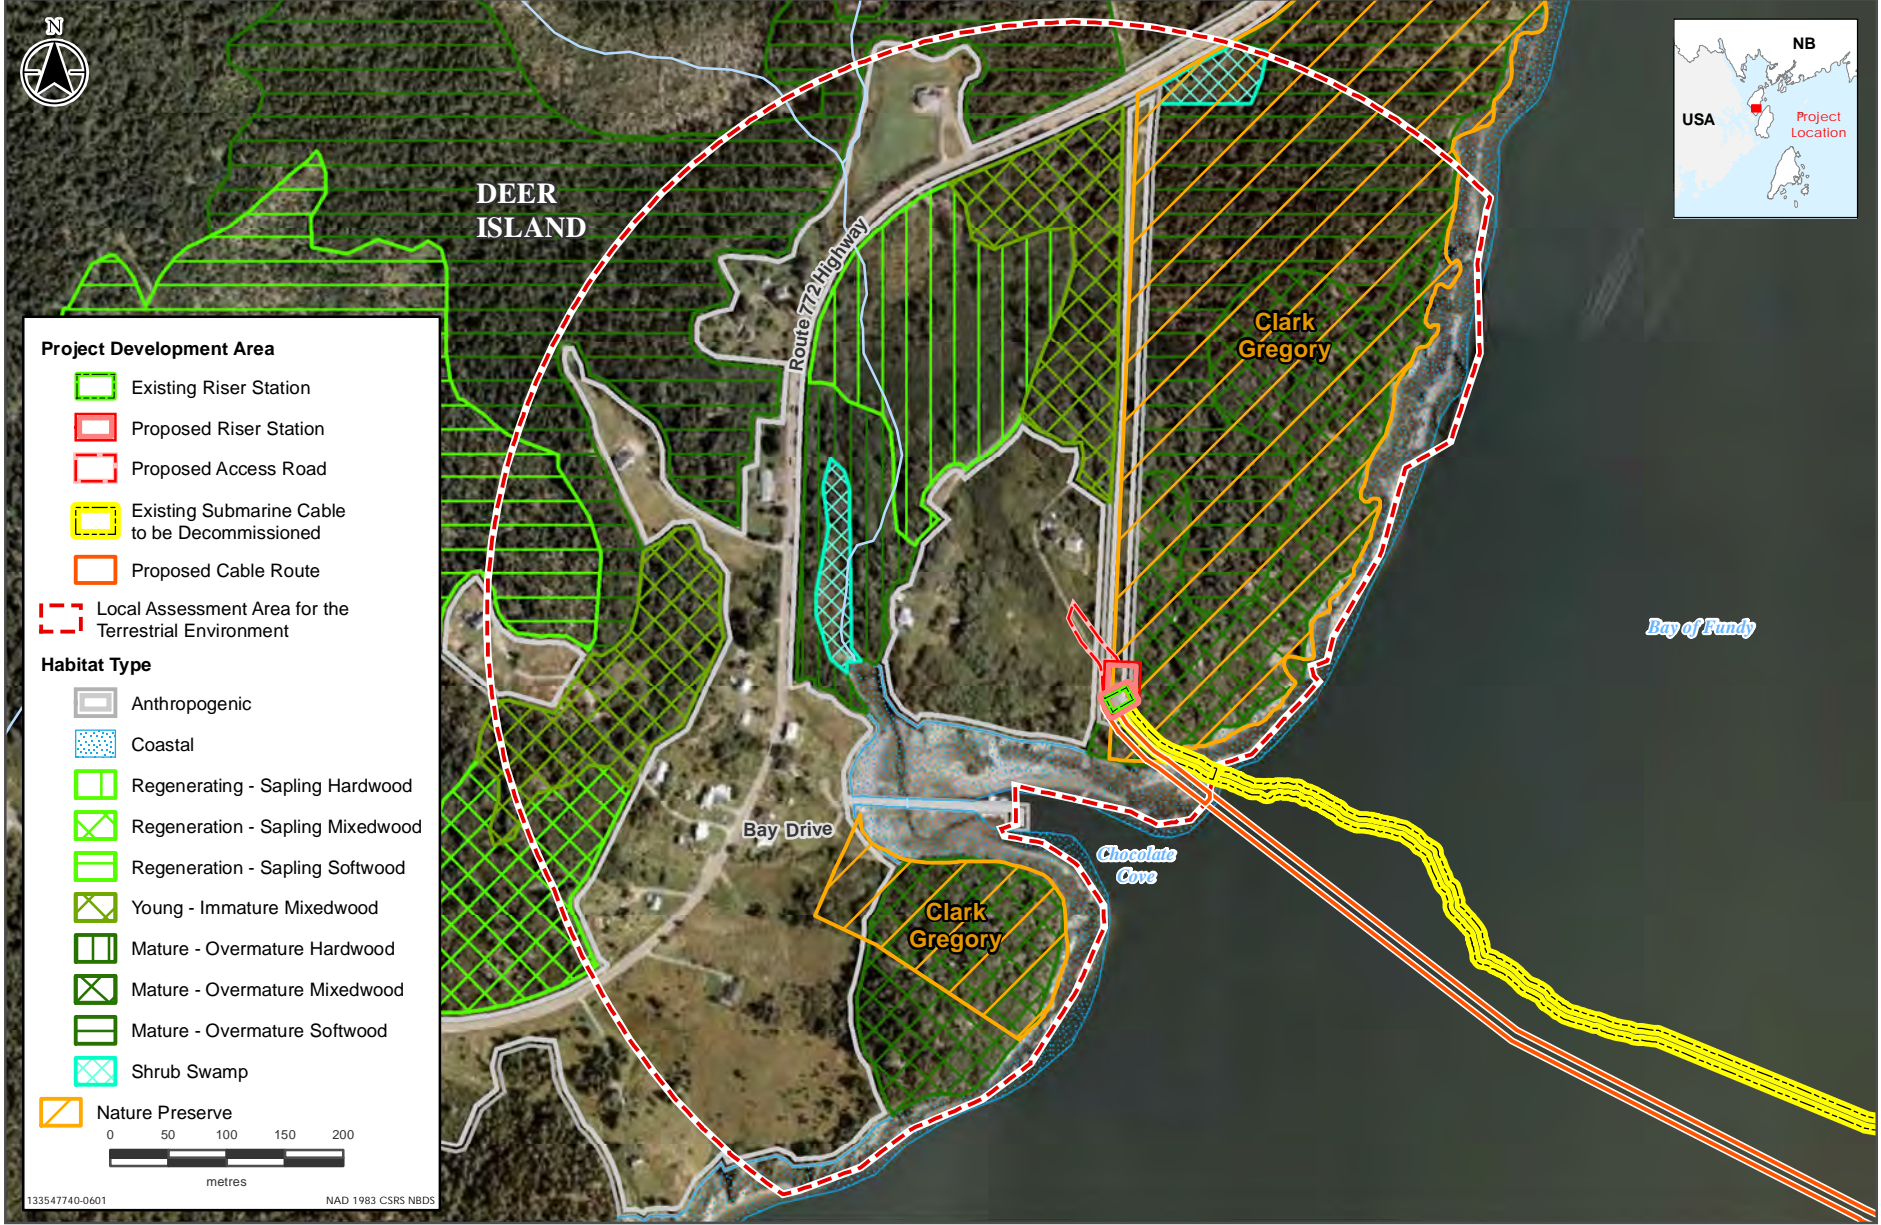 N
DEER
ISLAND
Route 772 Highway
Clark
Gregory
NB
USA
Project
Location
Bay of Fundy
Bay Drive
Chocolate
Cove
Clark
Gregory
Project Development Area
Existing Riser Station
Proposed Riser Station
Proposed Access Road
Existing Submarine Cable
to be Decommissioned
Proposed Cable Route
Local Assessment Area for the
Terrestrial Environment
Habitat Type
Anthropogenic
Coastal
Regenerating - Sapling Hardwood
Regeneration - Sapling Mixedwood
Regeneration - Sapling Softwood
Young - Immature Mixedwood
Mature - Overmature Hardwood
Mature - Overmature Mixedwood
Mature - Overmature Softwood
Shrub Swamp
Nature Preserve
0 50 100 150 200
metres
133547740-0601 NAD 1983 CSRS NBDS